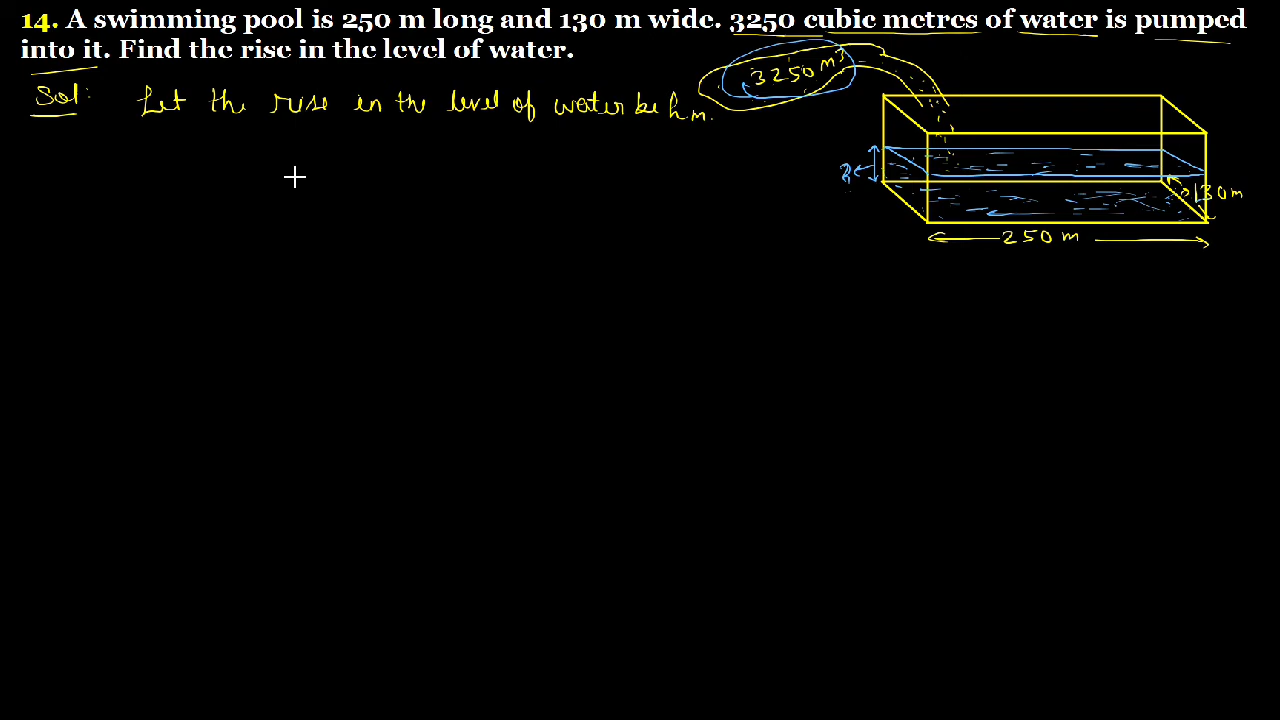 14. A swimming pool is 250 m long and 130 m wide. 3250 cubic metres of water is pumped
into it. Find the rise in the level of water.
Sol: Let the rise in the level of water be h m.
3250 m³
h
130 m
250 m